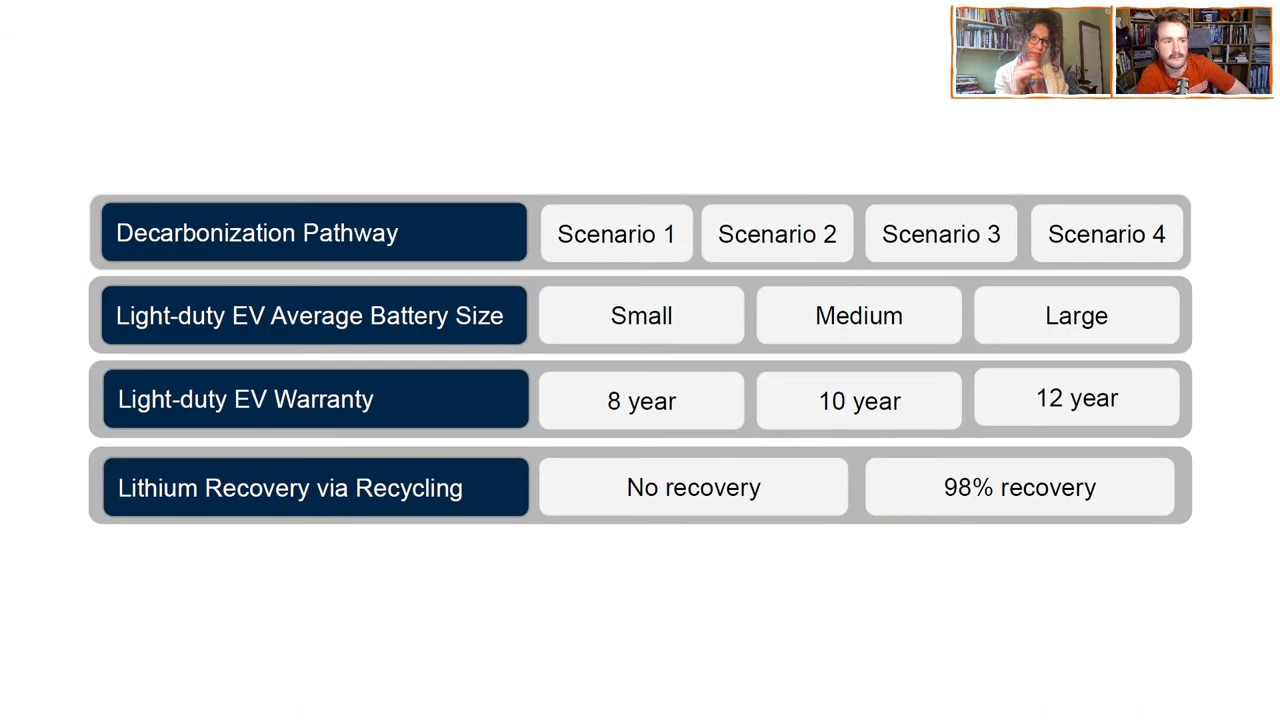 Decarbonization Pathway
Scenario 1
Scenario 2
Scenario 3
Scenario 4
Light-duty EV Average Battery Size
Small
Medium
Large
Light-duty EV Warranty
8 year
10 year
12 year
Lithium Recovery via Recycling
No recovery
98% recovery